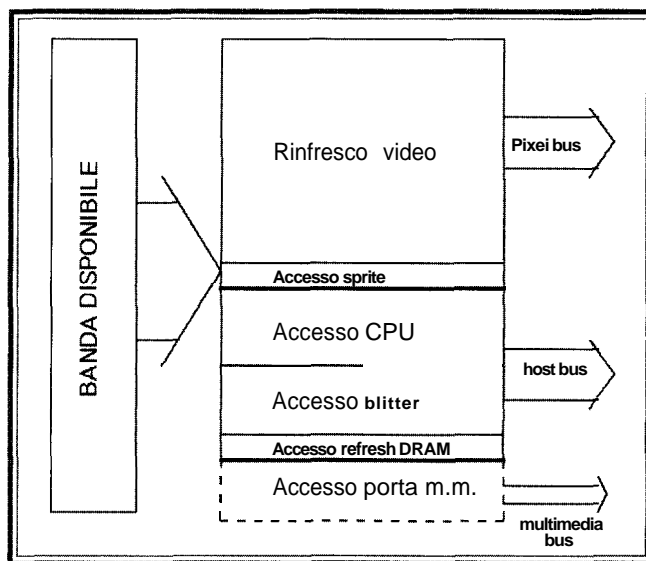 BANDA DISPONIBILE
Rinfresco video
Pixei bus
Accesso sprite
Accesso CPU
host bus
Accesso blitter
Accesso refresh DRAM
Accesso porta m.m.
multimedia
bus